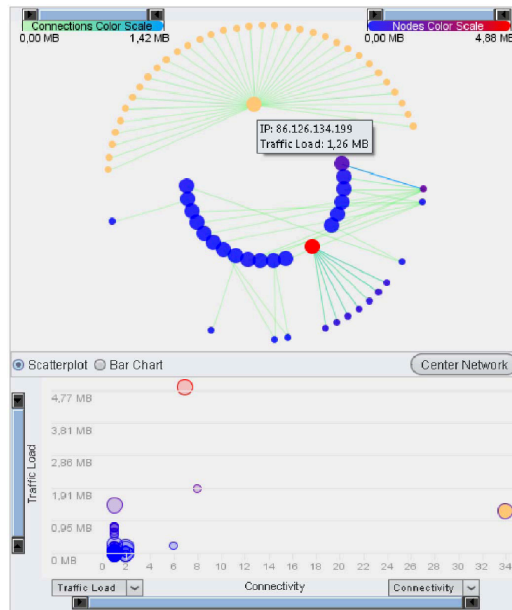 Connections Color Scale Nodes Color Scale
0,00 MB 1,42 MB 0,00 MB 4,88 MB
IP: 86.126.134.199
Traffic Load: 1,26 MB
Scatterplot Bar Chart Center Network
4,77 MB
3,81 MB
2,86 MB
1,91 MB
0,95 MB
0 MB
Traffic Load
0 2 4 6 8 10 12 14 16 18 20 22 24 26 28 30 32 34
Traffic Load Connectivity Connectivity